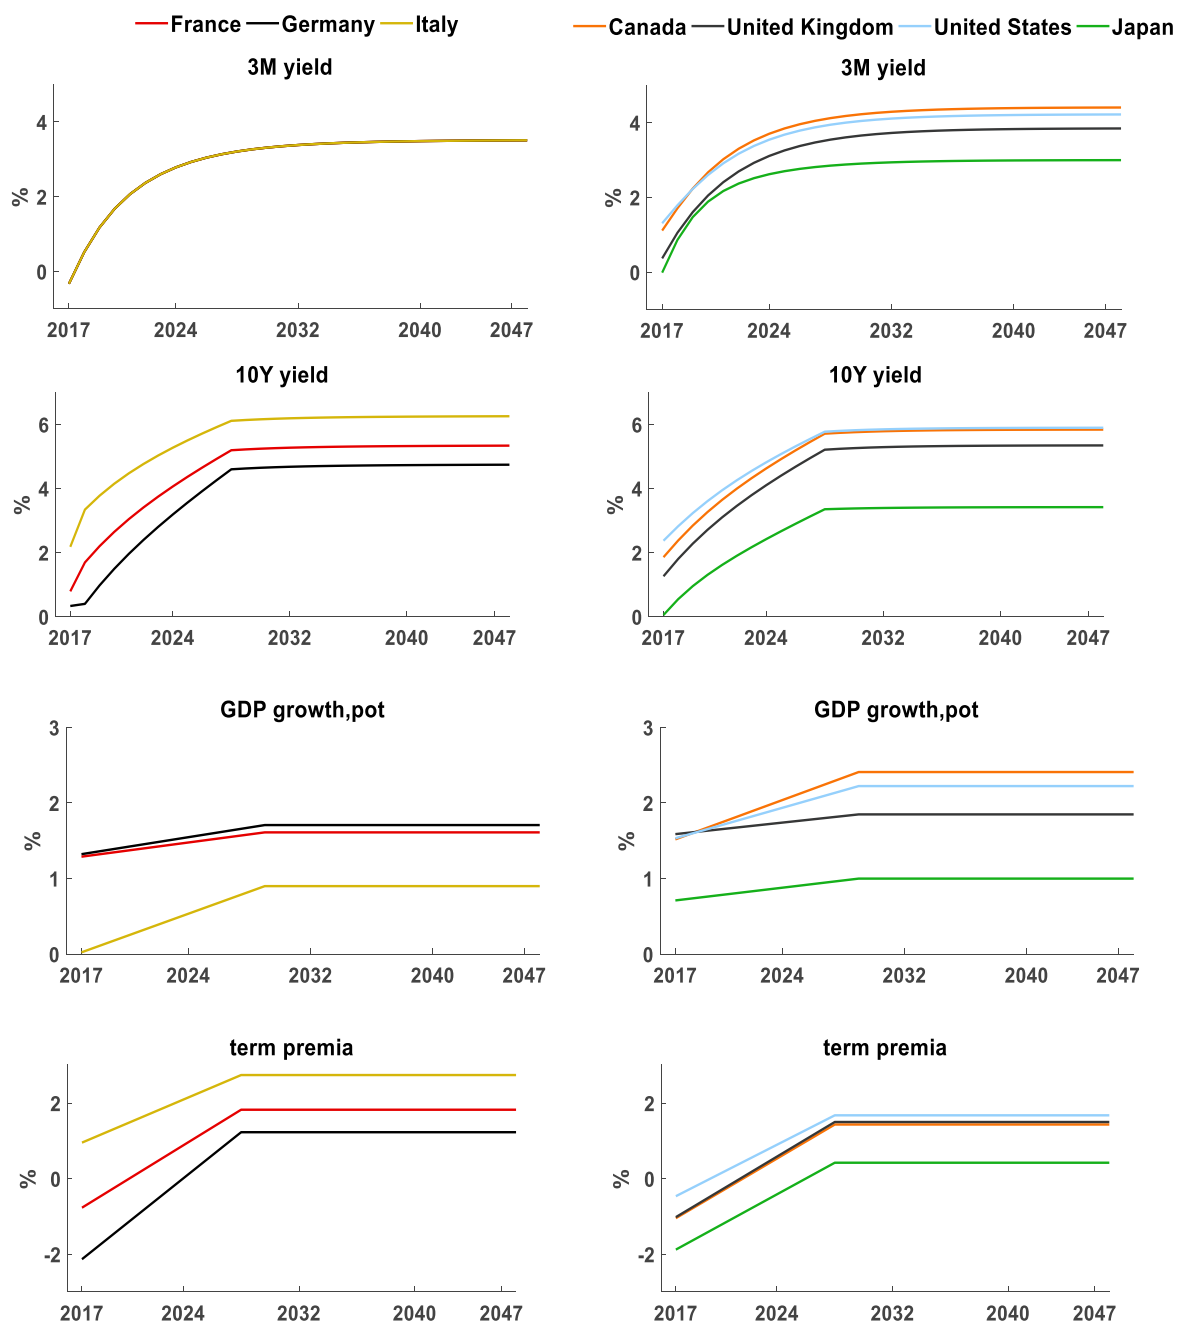 France Germany Italy
Canada United Kingdom United States Japan
3M yield
%
4
2
0
2017 2024 2032 2040 2047
3M yield
%
4
2
0
2017 2024 2032 2040 2047
10Y yield
%
6
4
2
0
2017 2024 2032 2040 2047
10Y yield
%
6
4
2
0
2017 2024 2032 2040 2047
GDP growth,pot
%
3
2
1
0
2017 2024 2032 2040 2047
GDP growth,pot
%
3
2
1
0
2017 2024 2032 2040 2047
term premia
%
2
0
-2
2017 2024 2032 2040 2047
term premia
%
2
0
-2
2017 2024 2032 2040 2047